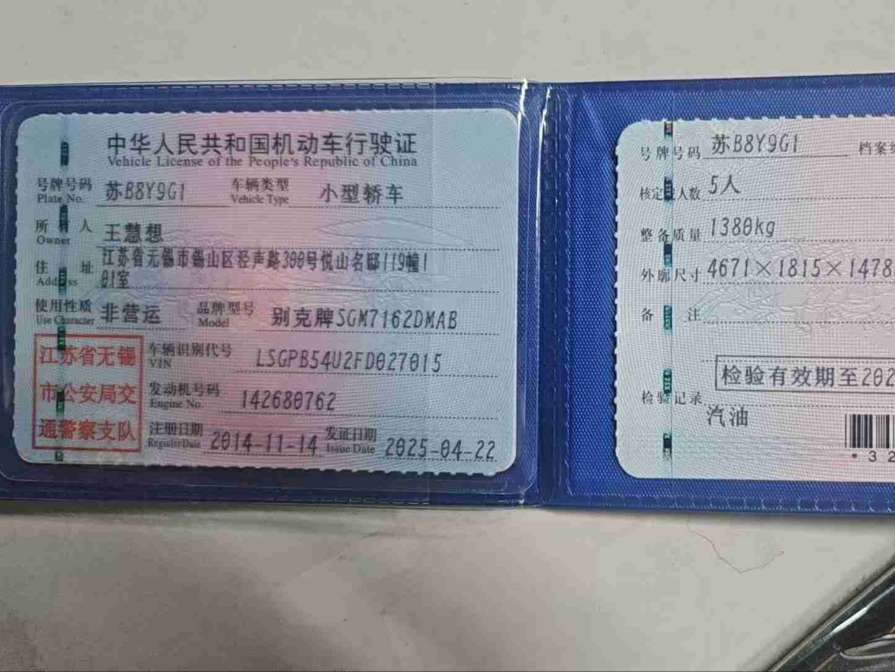 中华人民共和国机动车行驶证
Vehicle License of the People's Republic of China
号牌号码 苏B8Y9G1 车辆类型 小型轿车
Plate No. Vehicle Type
所有人 王慧想
Owner
住址 江苏省无锡市锡山区泾声路300号悦山名邸119幢1
Address 01室
使用性质 非营运 品牌型号 别克牌SGM7162DMAB
Use Character Model
江苏省无锡
市公安局交
通警察支队
车辆识别代号 LSGPB54U2FD027015
VIN
发动机号码 142680762
Engine No.
注册日期 2014-11-14 发证日期 2025-04-22
Register Date Issue Date
号牌号码 苏B8Y9G1 档案
核定载人数 5人
整备质量 1380kg
外廓尺寸 4671×1815×1478
备注
检验有效期至202
检验记录
汽油
*32